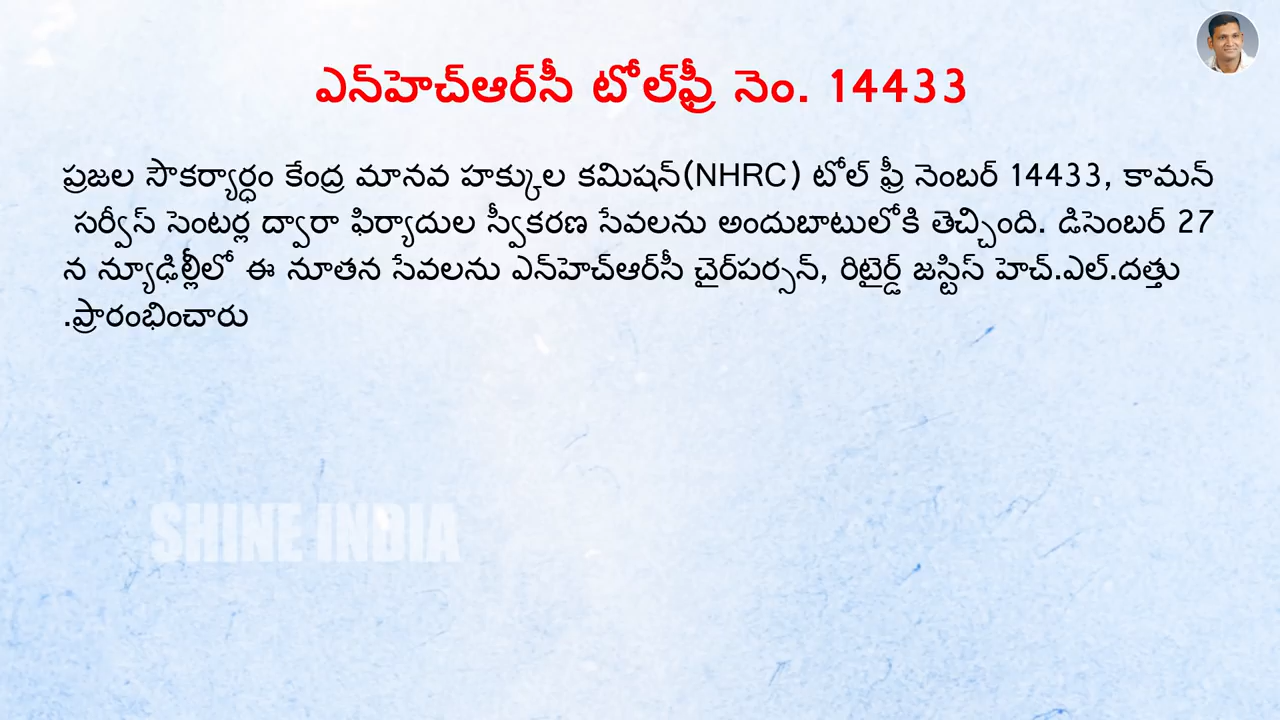 ఎన్‌హెచ్‌ఆర్‌సీ టోల్‌ఫ్రీ నెం. 14433
ప్రజల సౌకర్యార్ధం కేంద్ర మానవ హక్కుల కమిషన్(NHRC) టోల్ ఫ్రీ నెంబర్ 14433, కామన్
సర్వీస్ సెంటర్ల ద్వారా ఫిర్యాదుల స్వీకరణ సేవలను అందుబాటులోకి తెచ్చింది. డిసెంబర్ 27
న న్యూఢిల్లీలో ఈ నూతన సేవలను ఎన్‌హెచ్‌ఆర్‌సీ చైర్‌పర్సన్, రిటైర్డ్ జస్టిస్ హెచ్.ఎల్.దత్తు
.ప్రారంభించారు
SHINE INDIA